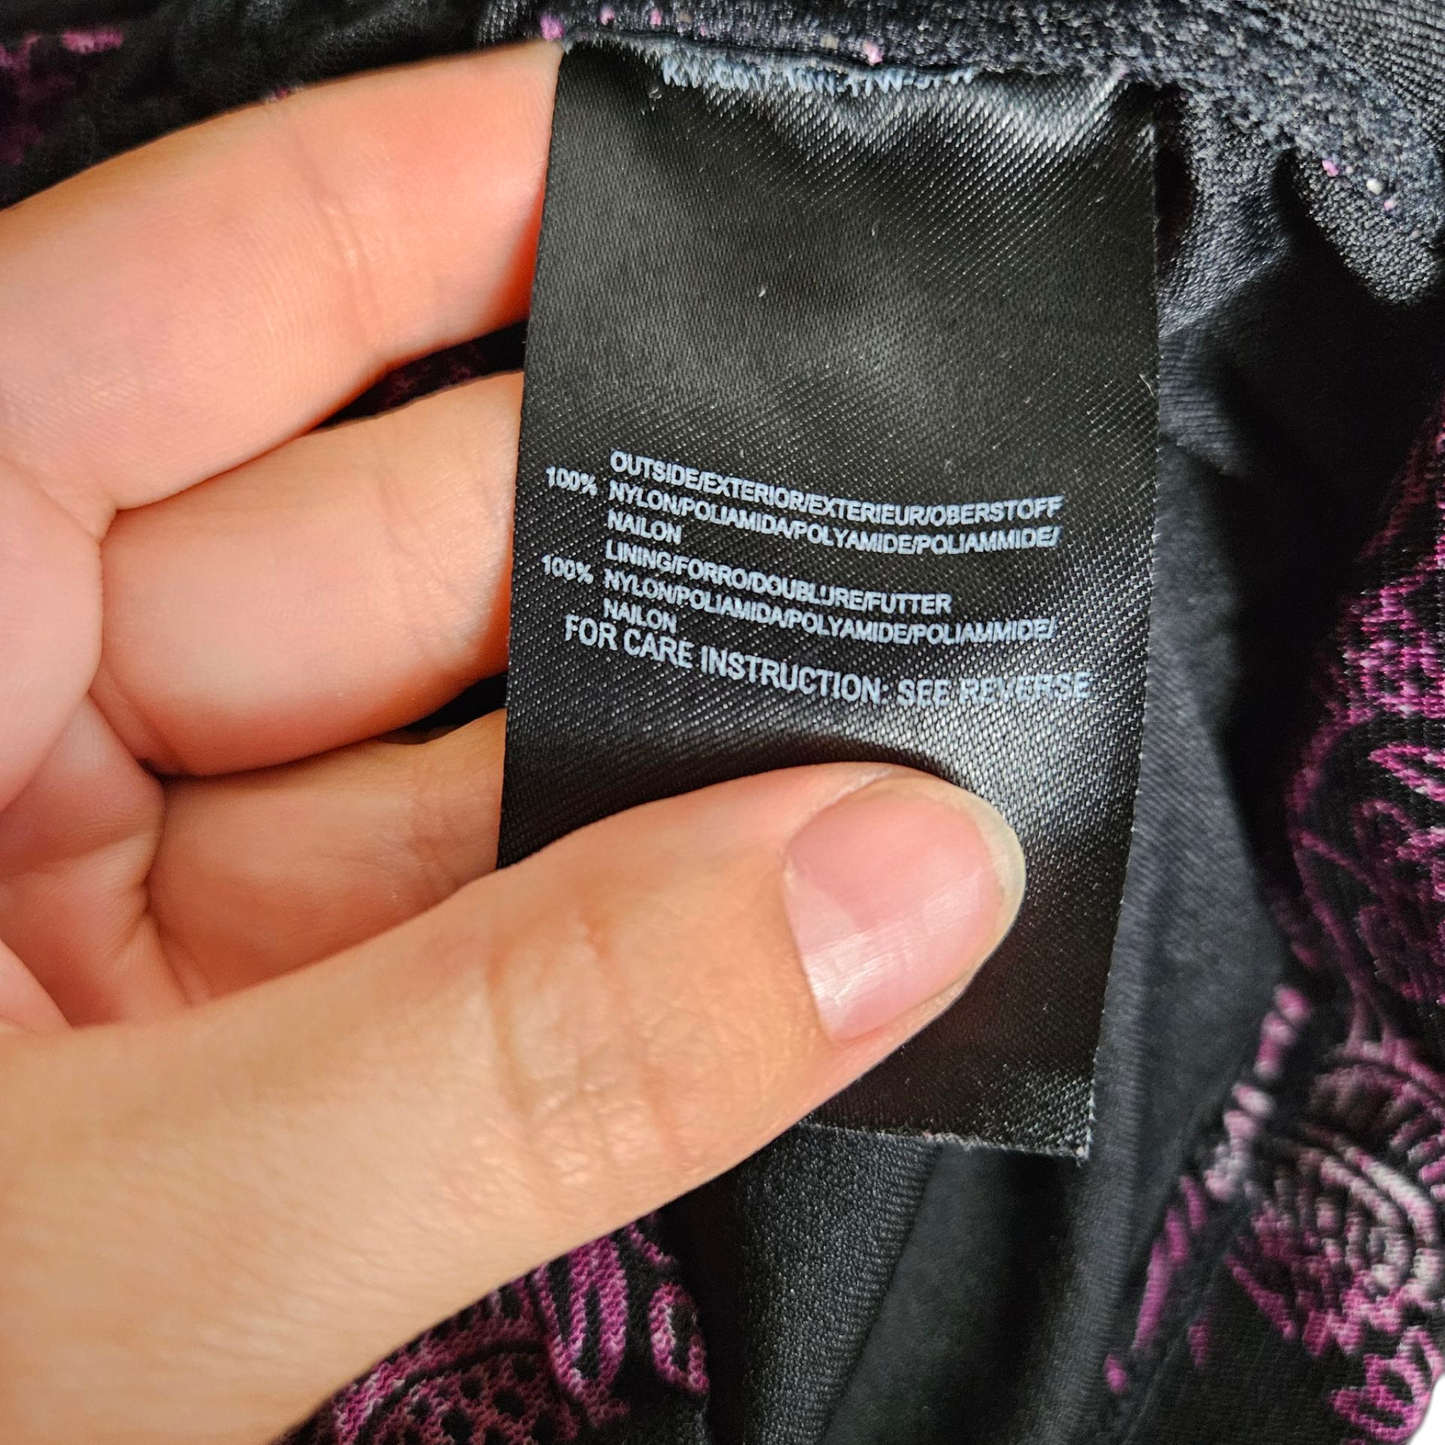 OUTSIDE/EXTERIOR/EXTERIEUR/OBERSTOFF
100% NYLON/POLIAMIDA/POLYAMIDE/POLIAMMIDE/
NAILON
LINING/FORRO/DOUBLURE/FUTTER
100% NYLON/POLIAMIDA/POLYAMIDE/POLIAMMIDE/
NAILON
FOR CARE INSTRUCTION: SEE REVERSE